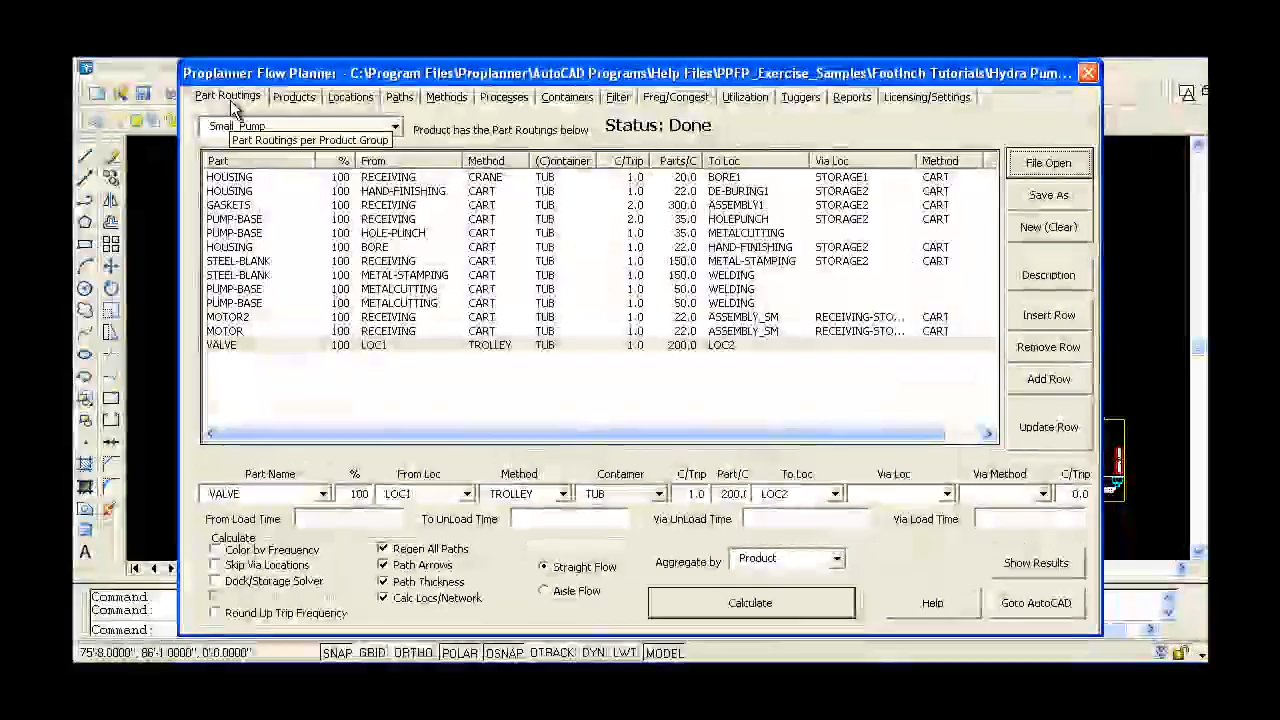 Proplanner Flow Planner - C:\Program Files\Proplanner\AutoCAD Programs\Help Files\PPFP_Exercise_Samples\FootInch Tutorials\Hydra Pum...
Part Routings Products Locations Paths Methods Processes Containers Filter Freq/Congest Utilization Tuggers Reports Licensing/Settings
Small Pump Product has the Part Routings below Status: Done
Part Routings per Product Group
Part % From Method (C)ontainer C/Trip Parts/C To Loc Via Loc Method
HOUSING 100 RECEIVING CRANE TUB 1.0 20.0 BORE1 STORAGE1 CART
HOUSING 100 HAND-FINISHING CART TUB 1.0 22.0 DE-BURING1 STORAGE2 CART
GASKETS 100 RECEIVING CART TUB 2.0 300.0 ASSEMBLY1 STORAGE2 CART
PUMP-BASE 100 RECEIVING CART TUB 2.0 35.0 HOLEPUNCH STORAGE2 CART
PUMP-BASE 100 HOLE-PUNCH CART TUB 1.0 35.0 METALCUTTING
HOUSING 100 BORE CART TUB 1.0 22.0 HAND-FINISHING STORAGE2 CART
STEEL-BLANK 100 RECEIVING CART TUB 1.0 150.0 METAL-STAMPING STORAGE2 CART
STEEL-BLANK 100 METAL-STAMPING CART TUB 1.0 150.0 WELDING
PUMP-BASE 100 METALCUTTING CART TUB 1.0 50.0 WELDING
PUMP-BASE 100 METALCUTTING CART TUB 1.0 50.0 WELDING
MOTOR2 100 RECEIVING CART TUB 1.0 22.0 ASSEMBLY_SM RECEIVING-STO... CART
MOTOR 100 RECEIVING CART TUB 1.0 22.0 ASSEMBLY_SM RECEIVING-STO... CART
VALVE 100 LOC1 TROLLEY TUB 1.0 200.0 LOC2
File Open
Save As
New (Clear)
Description
Insert Row
Remove Row
Add Row
Update Row
Part Name % From Loc Method Container C/Trip Part/C To Loc Via Loc Via Method C/Trip
VALVE 100 LOC1 TROLLEY TUB 1.0 200.( LOC2 0.0
From Load Time To UnLoad Time Via UnLoad Time Via Load Time
Calculate
Color by Frequency Regen All Paths
Skip Via Locations Path Arrows Straight Flow Aggregate by Product Show Results
Dock/Storage Solver Path Thickness
Calc Locs/Network Aisle Flow
Round Up Trip Frequency Calculate Help Goto AutoCAD
Command
Command:
Command:
75'8.0000", 86'-1.0000", 0'0.0000" SNAP GRID ORTHO POLAR OSNAP OTRACK DYN LWT MODEL